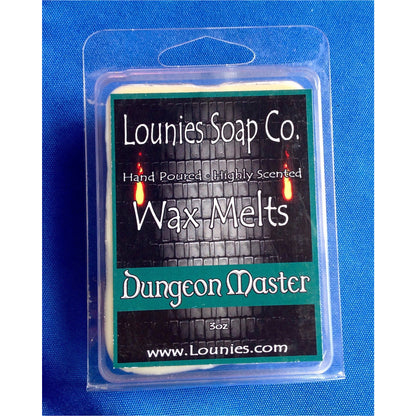 Lounies Soap Co.
Hand Poured - Highly Scented
Wax Melts
Dungeon Master
3oz
www.Lounies.com